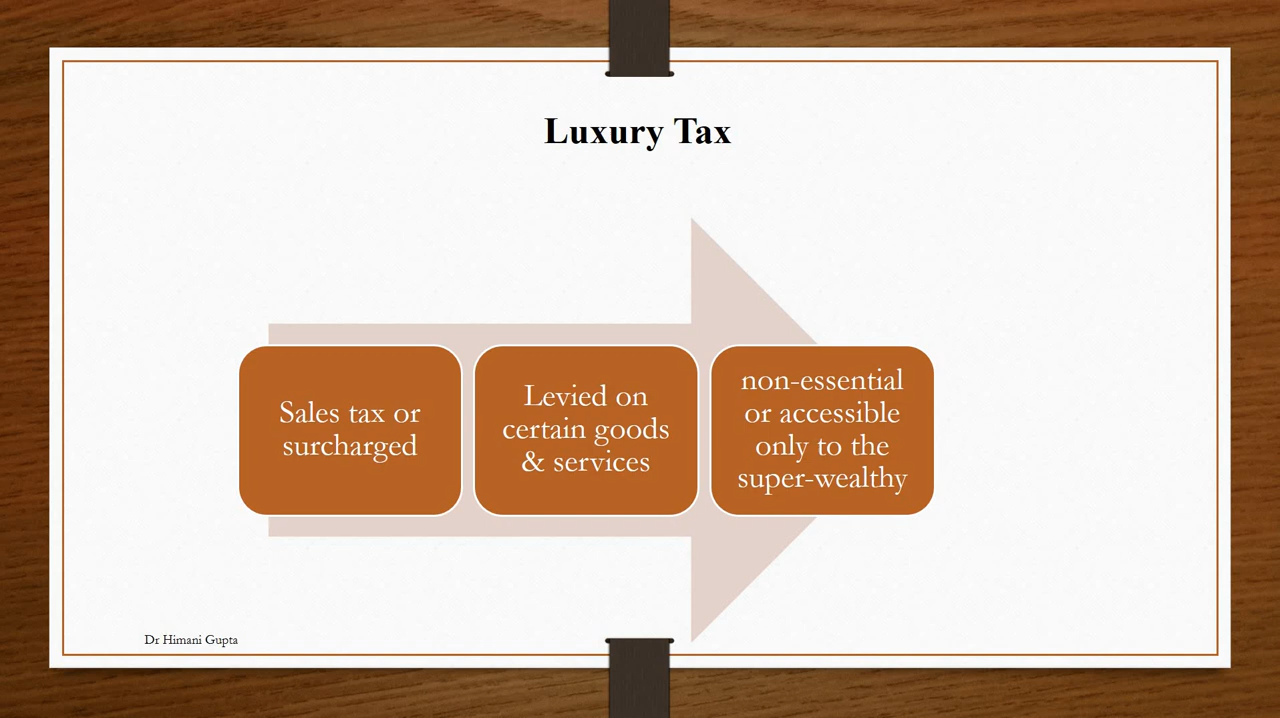 Luxury Tax
Sales tax or
surcharged
Levied on
certain goods
& services
non-essential
or accessible
only to the
super-wealthy
Dr Himani Gupta